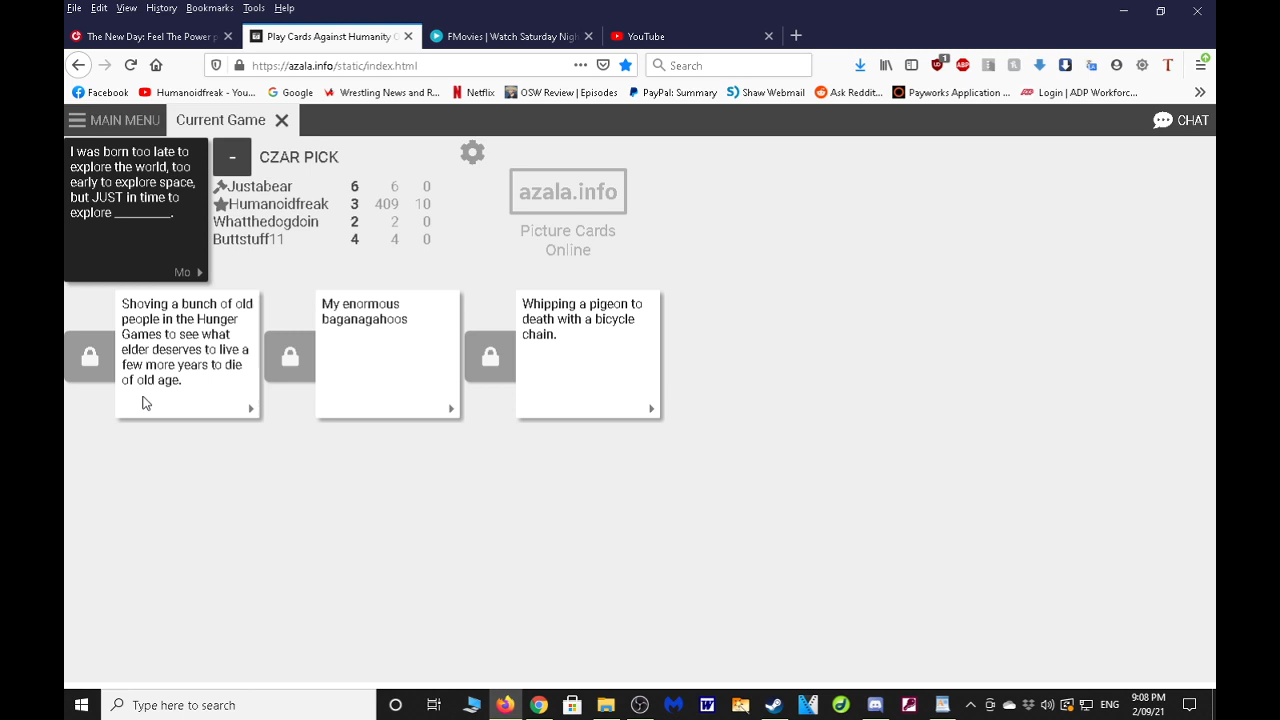 File Edit View History Bookmarks Tools Help
The New Day: Feel The Power p
Play Cards Against Humanity O
FMovies | Watch Saturday Nigh
YouTube
https://azala.info/static/index.html
Search
Facebook
Humanoidfreak - You...
Google
Wrestling News and R...
Netflix
OSW Review | Episodes
PayPal: Summary
Shaw Webmail
Ask Reddit...
Payworks Application ...
Login | ADP Workforc...
MAIN MENU
Current Game
CHAT
I was born too late to
explore the world, too
early to explore space,
but JUST in time to
explore _________.
Mo
-
CZAR PICK
Justabear 6 6 0
Humanoidfreak 3 409 10
Whatthedogdoin 2 2 0
Buttstuff11 4 4 0
azala.info
Picture Cards
Online
Shoving a bunch of old
people in the Hunger
Games to see what
elder deserves to live a
few more years to die
of old age.
My enormous
baganagahoos
Whipping a pigeon to
death with a bicycle
chain.
Type here to search
ENG
9:08 PM
2/09/21